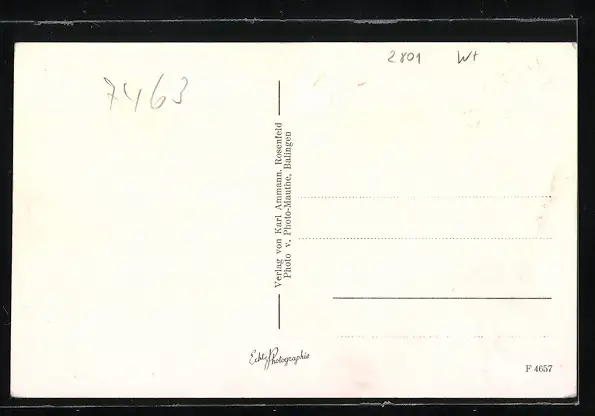 2801 Wt
7463
Verlag von Karl Ammann, Rosenfeld
Photo v. Photo-Mauthe, Balingen
Echte Photographie
F 4657